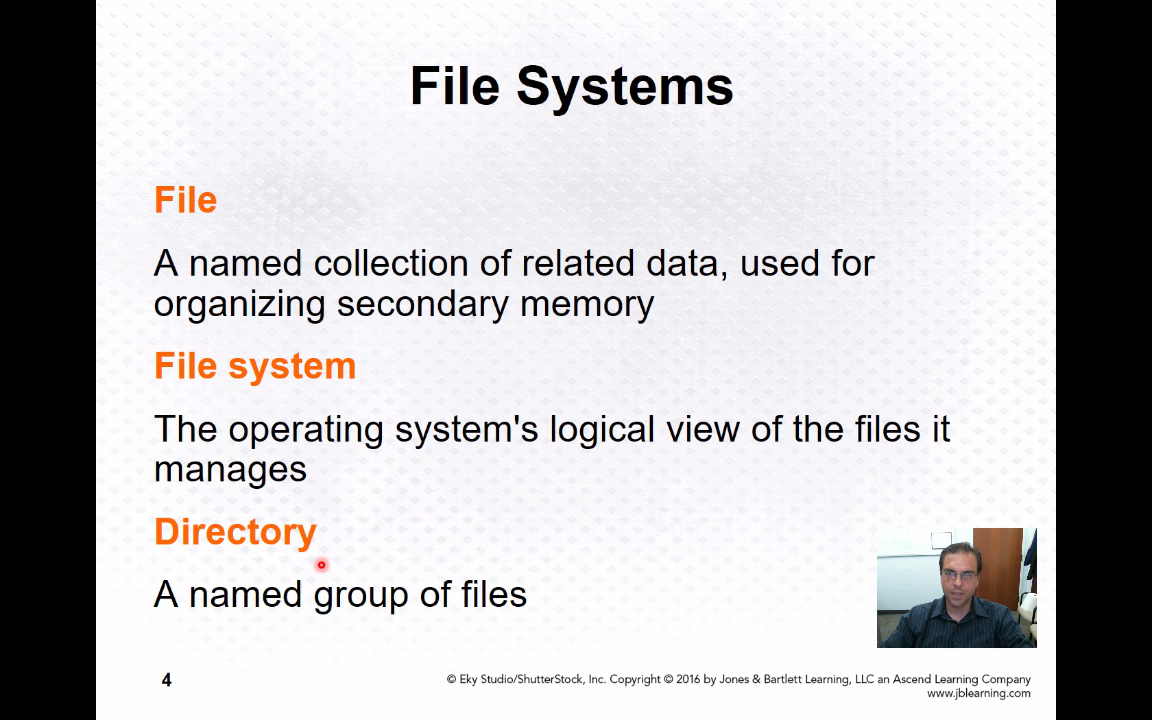 File Systems
File
A named collection of related data, used for
organizing secondary memory
File system
The operating system's logical view of the files it
manages
Directory
A named group of files
4
© Eky Studio/ShutterStock, Inc. Copyright © 2016 by Jones & Bartlett Learning, LLC an Ascend Learning Company
www.jblearning.com